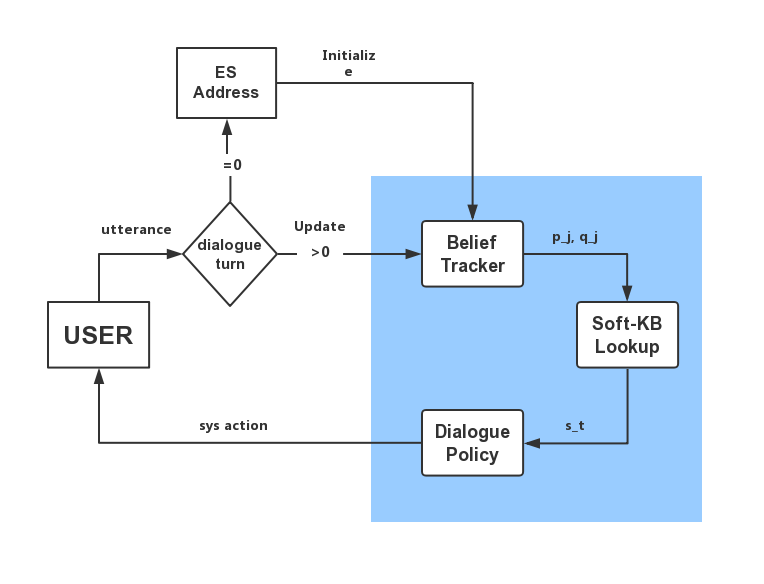 Initializ
e
ES
Address
=0
utterance
dialogue
turn
Update
>0
Belief
Tracker
p_j, q_j
USER
Soft-KB
Lookup
sys action
Dialogue
Policy
s_t